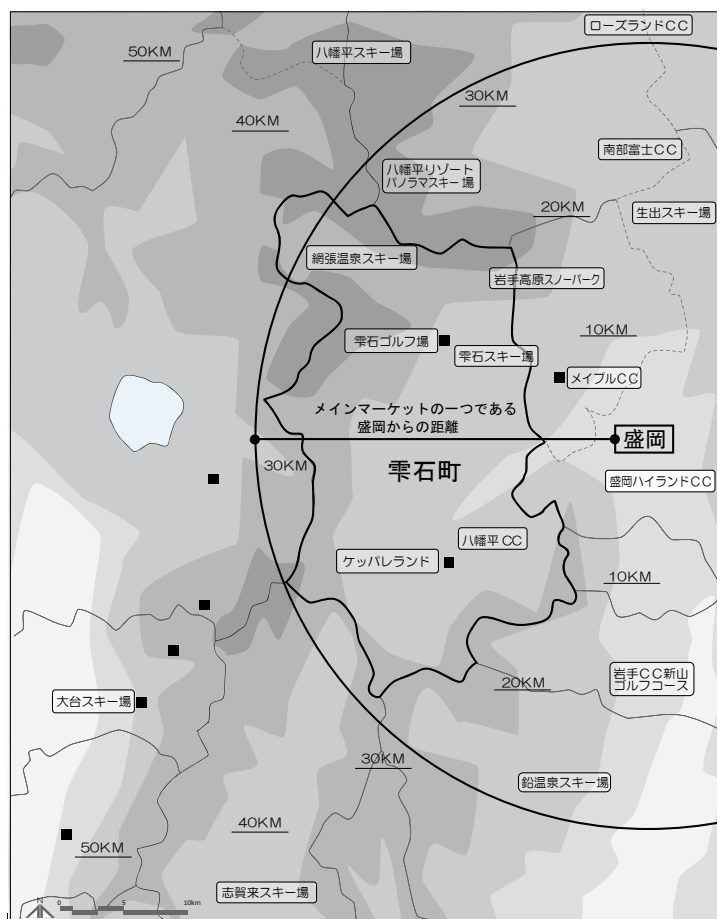 ローズランドCC
50KM
八幡平スキー場
30KM
40KM
南部富士CC
八幡平リゾート
パノラマスキー場
20KM
生出スキー場
網張温泉スキー場
岩手高原スノーパーク
10KM
雫石ゴルフ場
雫石スキー場
メイプルCC
メインマーケットの一つである
盛岡からの距離
盛岡
30KM
雫石町
盛岡ハイランドCC
八幡平CC
ケッパレランド
10KM
岩手CC新山
ゴルフコース
20KM
大台スキー場
30KM
鉛温泉スキー場
40KM
50KM
志賀来スキー場
N
0 5 10km